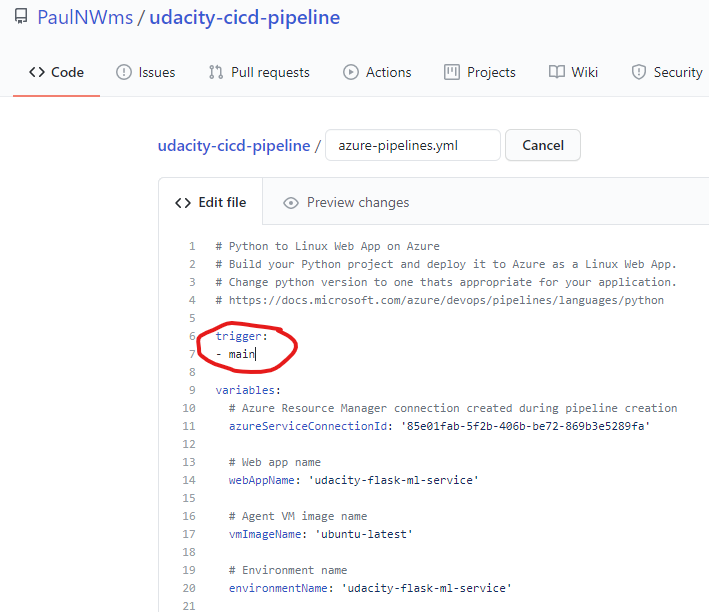 PaulNWms / udacity-cicd-pipeline
<> Code Issues Pull requests Actions Projects Wiki Security
udacity-cicd-pipeline / azure-pipelines.yml Cancel
<> Edit file Preview changes
1 # Python to Linux Web App on Azure
2 # Build your Python project and deploy it to Azure as a Linux Web App.
3 # Change python version to one thats appropriate for your application.
4 # https://docs.microsoft.com/azure/devops/pipelines/languages/python
5
6 trigger:
7 - main
8
9 variables:
10 # Azure Resource Manager connection created during pipeline creation
11 azureServiceConnectionId: '85e01fab-5f2b-406b-be72-869b3e5289fa'
12
13 # Web app name
14 webAppName: 'udacity-flask-ml-service'
15
16 # Agent VM image name
17 vmImageName: 'ubuntu-latest'
18
19 # Environment name
20 environmentName: 'udacity-flask-ml-service'
21